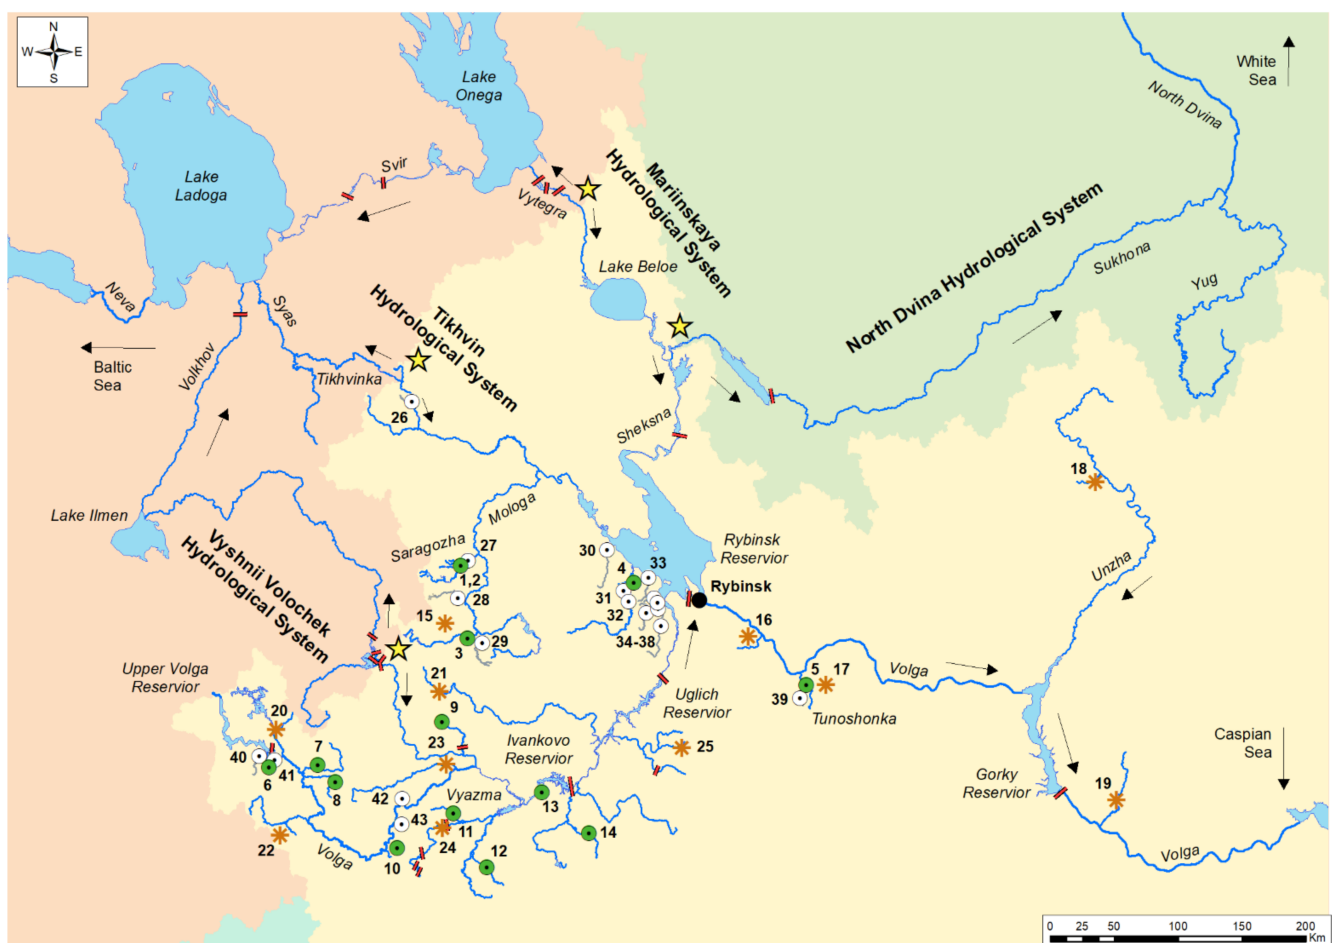 N
W E
S
Lake
Onega
White
Sea
North Dvina
Lake
Ladoga
Svir
Vytegra
Mariinskaya
Hydrological System
North Dvina Hydrological System
Sukhona
Yug
Lake Beloe
Neva
Syas
Tikhvin
Hydrological System
Baltic
Sea
Volkhov
Tikhvinka
26
Sheksna
18
Lake Ilmen
Mologa
Vyshnii Volochek
Hydrological System
Saragozha
27
30
33
4
Rybinsk
Reservior
Unzha
1,2
28
31
Rybinsk
15
32
16
34-38
3
29
Upper Volga
Reservior
21
5
17
Volga
39
Tunoshonka
Uglich
Reservior
20
9
7
23
Ivankovo
Reservior
25
Caspian
Sea
40
41
6
8
42
Vyazma
13
Gorky
Reservior
19
43
11
14
22
Volga
10
24
12
Volga
0 25 50 100 150 200
Km